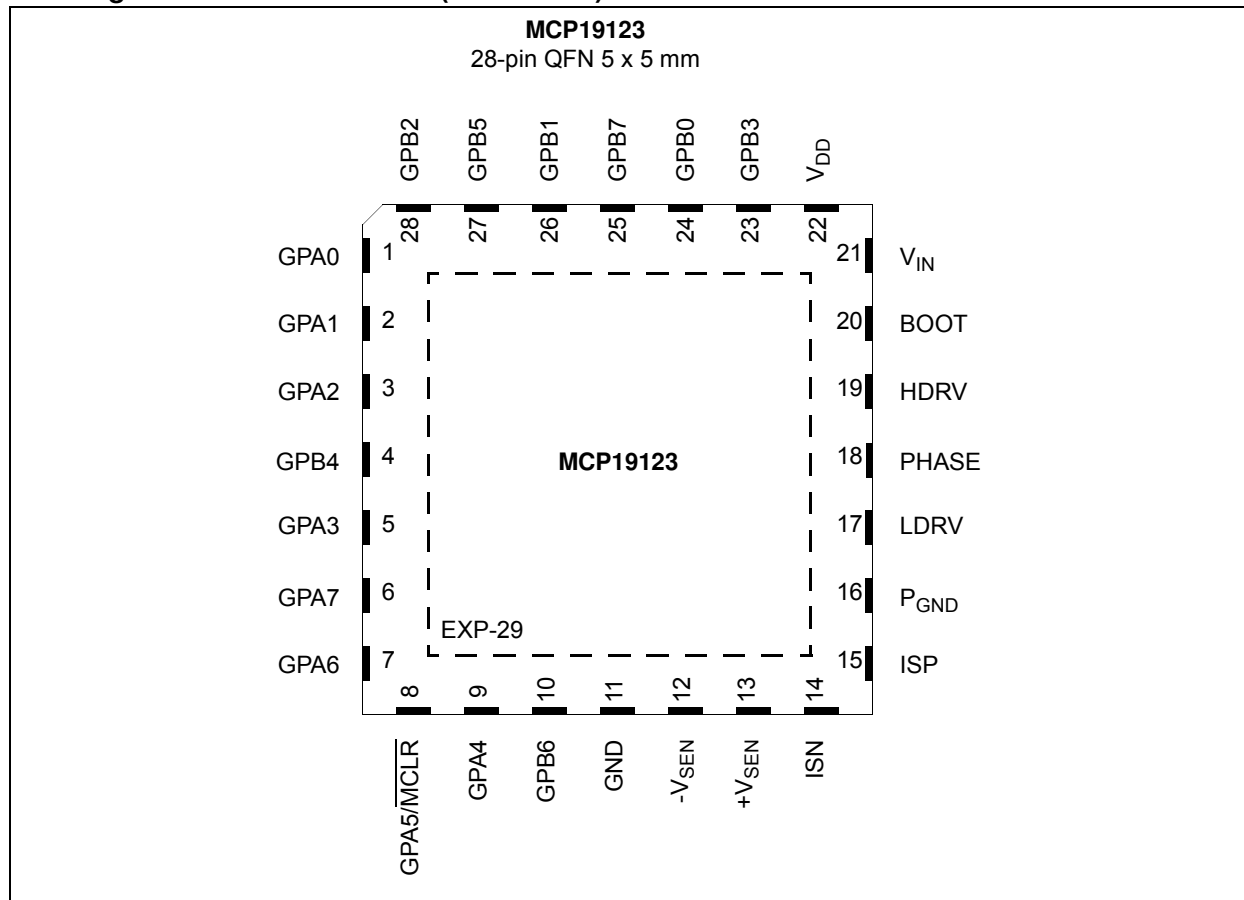 MCP19123
28-pin QFN 5 x 5 mm
GPB2
GPB5
GPB1
GPB7
GPB0
GPB3
VDD
28
27
26
25
24
23
22
GPA0
1
21
VIN
GPA1
2
20
BOOT
GPA2
3
19
HDRV
GPB4
4
MCP19123
18
PHASE
GPA3
5
17
LDRV
GPA7
6
16
PGND
EXP-29
GPA6
7
15
ISP
8
9
10
11
12
13
14
GPA5/MCLR
GPA4
GPB6
GND
-VSEN
+VSEN
ISN